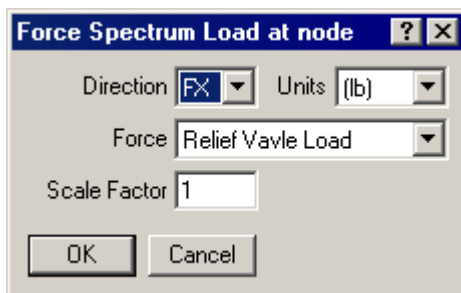 Force Spectrum Load at node
Direction FX Units (lb)
Force Relief Vavle Load
Scale Factor 1
OK Cancel